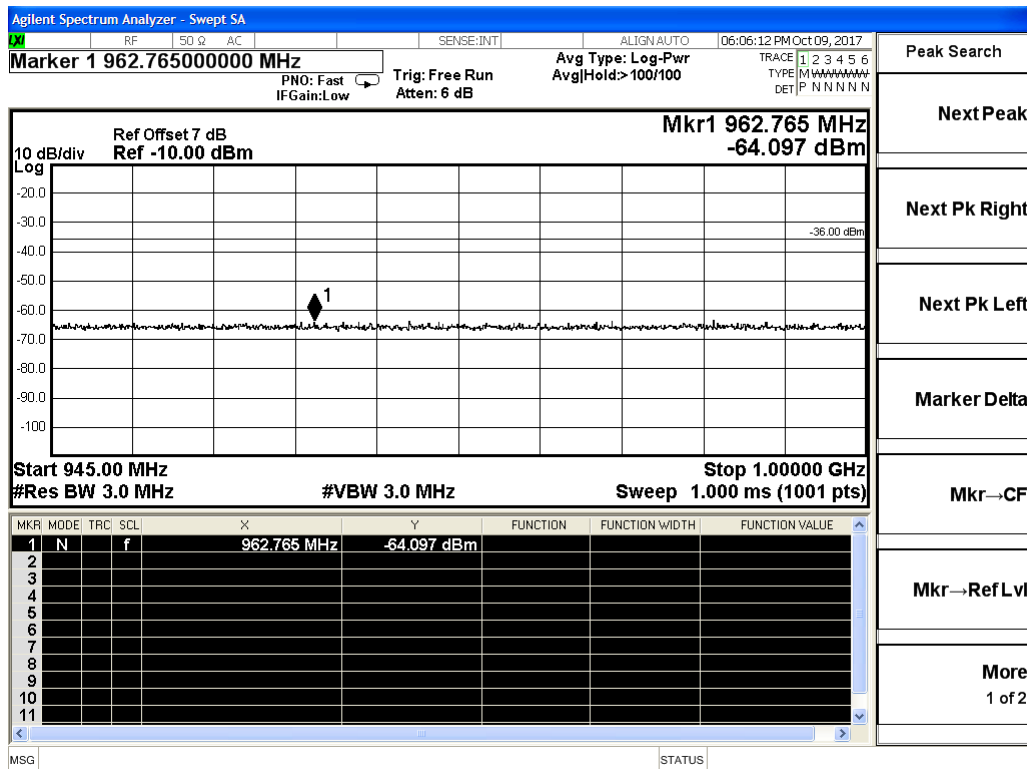 Agilent Spectrum Analyzer - Swept SA
LXI RF 50 Ω AC SENSE:INT ALIGN AUTO 06:06:12 PM Oct 09, 2017
Marker 1 962.765000000 MHz
PNO: Fast
IFGain:Low
Trig: Free Run
Atten: 6 dB
Avg Type: Log-Pwr
Avg|Hold:> 100/100
TRACE 1 2 3 4 5 6
TYPE M
DET P N N N N N
Ref Offset 7 dB
10 dB/div Ref -10.00 dBm
Log
Mkr1 962.765 MHz
-64.097 dBm
-20.0
-30.0
-36.00 dBm
-40.0
-50.0
1
-60.0
-70.0
-80.0
-90.0
-100
Start 945.00 MHz Stop 1.00000 GHz
#Res BW 3.0 MHz #VBW 3.0 MHz Sweep 1.000 ms (1001 pts)
MKR MODE TRC SCL X Y FUNCTION FUNCTION WIDTH FUNCTION VALUE
1 N f 962.765 MHz -64.097 dBm
2
3
4
5
6
7
8
9
10
11
MSG STATUS
Peak Search
Next Peak
Next Pk Right
Next Pk Left
Marker Delta
Mkr→CF
Mkr→Ref Lvl
More
1 of 2